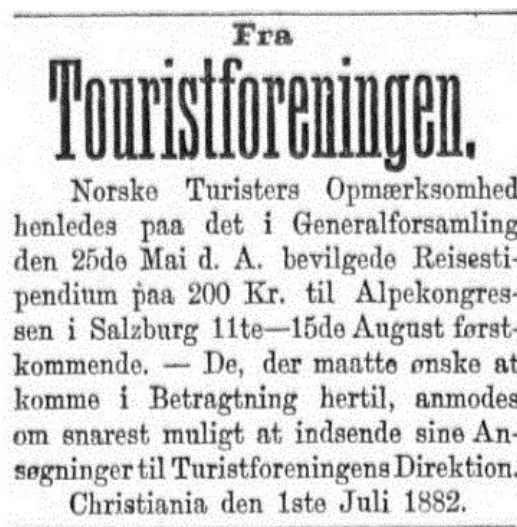 Fra
Touristforeningen.
Norske Turisters Opmærksomhed
henledes paa det i Generalforsamling
den 25de Mai d. A. bevilgede Reisesti-
pendium paa 200 Kr. til Alpekongres-
sen i Salzburg 11te—15de August først-
kommende. — De, der maatte ønske at
komme i Betragtning hertil, anmodes
om snarest muligt at indsende sine An-
søgninger til Turistforeningens Direktion.
Christiania den 1ste Juli 1882.